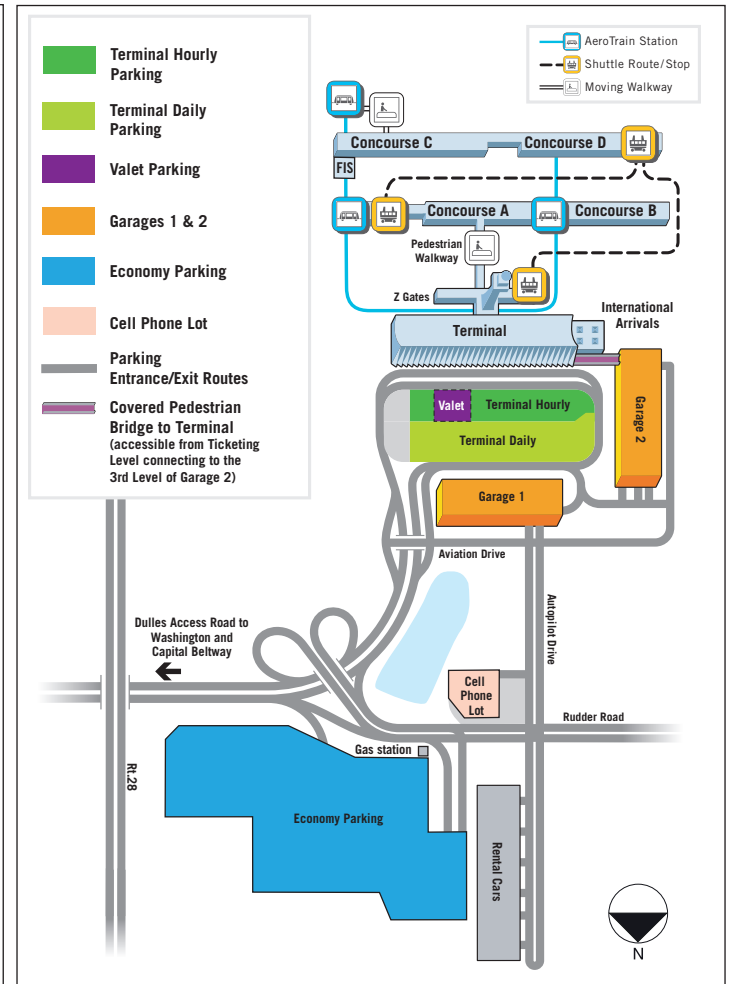 Terminal Hourly
Parking
Terminal Daily
Parking
Valet Parking
Garages 1 & 2
Economy Parking
Cell Phone Lot
Parking
Entrance/Exit Routes
Covered Pedestrian
Bridge to Terminal
(accessible from Ticketing
Level connecting to the
3rd Level of Garage 2)
AeroTrain Station
Shuttle Route/Stop
Moving Walkway
Concourse C
Concourse D
FIS
Concourse A
Concourse B
Pedestrian
Walkway
Z Gates
International
Arrivals
Terminal
Valet
Terminal Hourly
Terminal Daily
Garage 2
Garage 1
Aviation Drive
Autopilot Drive
Dulles Access Road to
Washington and
Capital Beltway
Cell
Phone
Lot
Rudder Road
Gas station
Rt.28
Economy Parking
Rental Cars
N